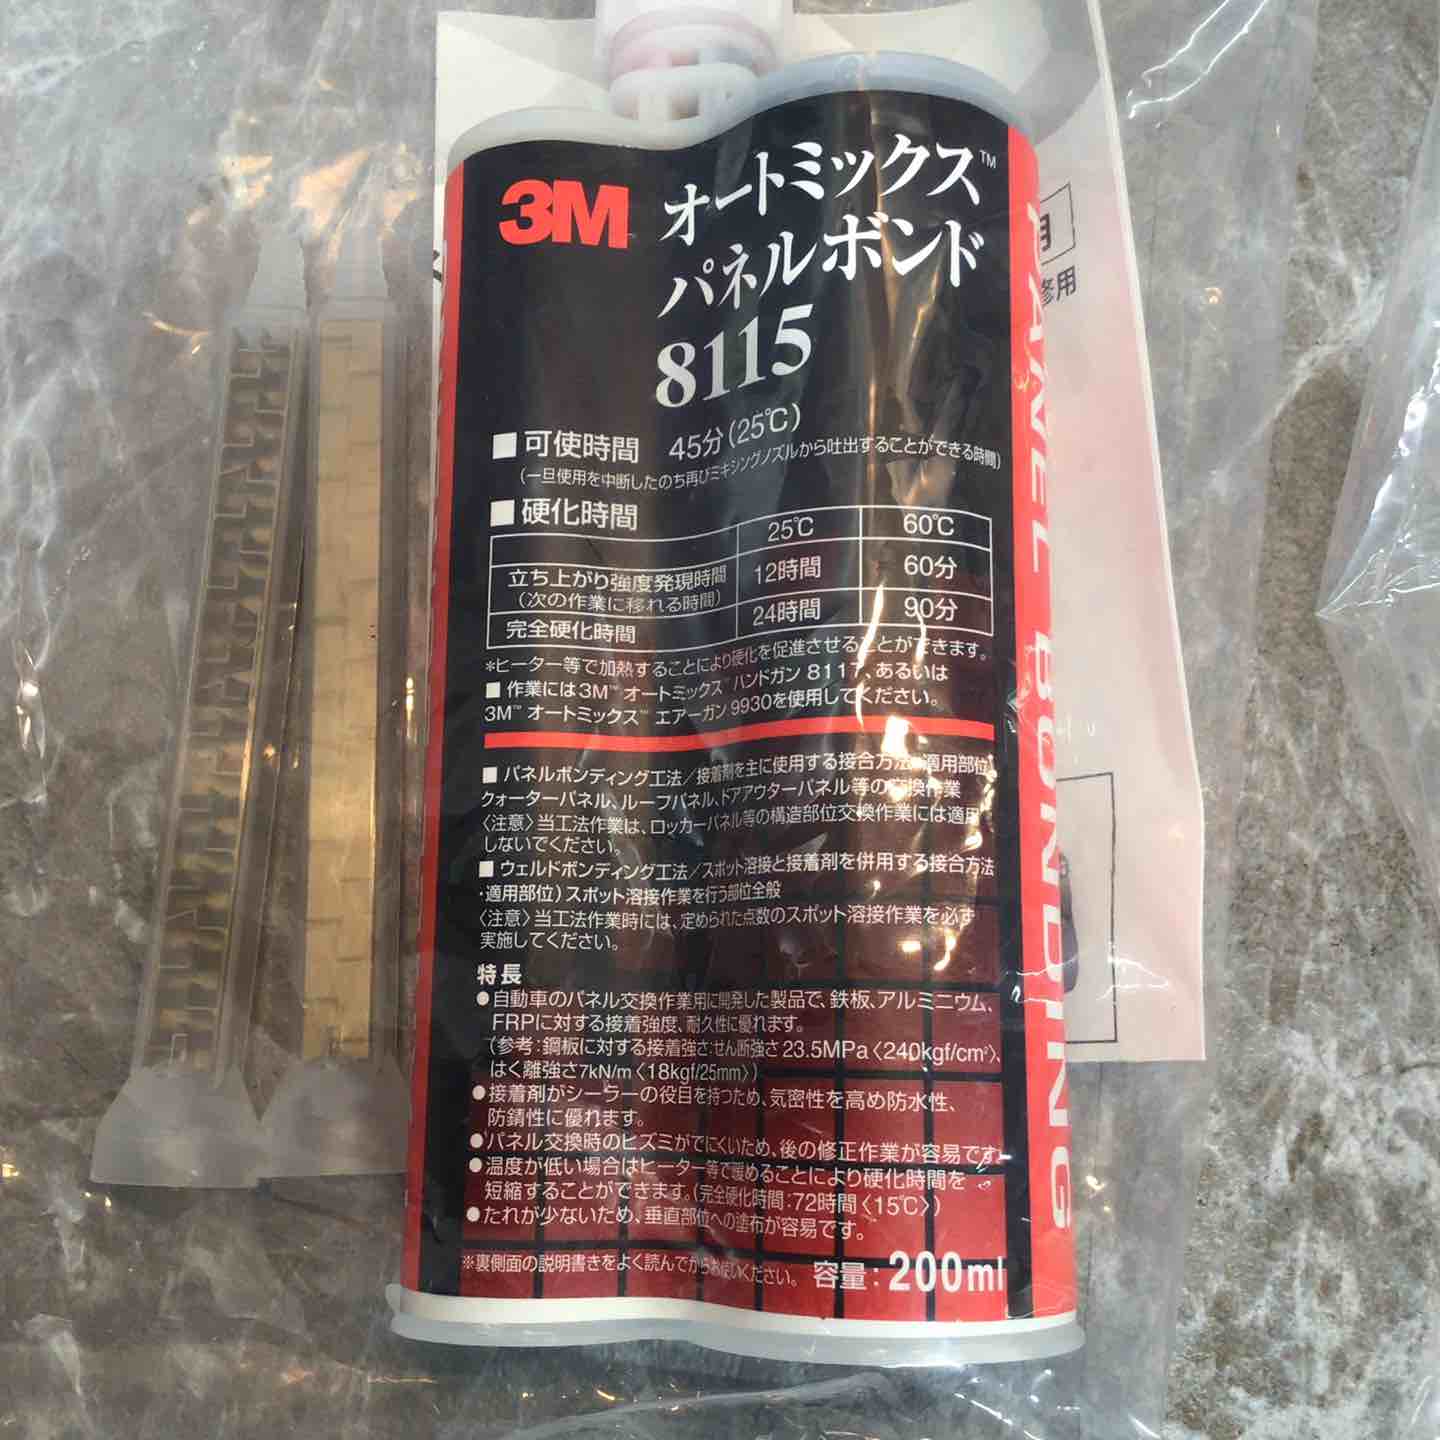 3M オートミックス™
パネルボンド
8115
■ 可使時間 45分(25℃)
(一旦使用を中断したのち再びミキシングノズルから吐出することができる時間)
■ 硬化時間
25℃ 60℃
立ち上がり強度発現時間 12時間 60分
(次の作業に移れる時間)
完全硬化時間 24時間 90分
*ヒーター等で加熱することにより硬化を促進させることができます。
■ 作業には3M™ オートミックス™ ハンドガン 8117、あるいは
3M™ オートミックス™ エアーガン 9930を使用してください。
■ パネルボンディング工法/接着剤を主に使用する接合方法 適用部位
クォーターパネル、ルーフパネル、ドアアウターパネル等の交換作業
〈注意〉当工法作業は、ロッカーパネル等の構造部位交換作業には適用
しないでください。
■ ウェルドボンディング工法/スポット溶接と接着剤を併用する接合方法
・適用部位)スポット溶接作業を行う部位全般
〈注意〉当工法作業時には、定められた点数のスポット溶接作業を必ず
実施してください。
特長
●自動車のパネル交換作業用に開発した製品で、鉄板、アルミニウム、
FRPに対する接着強度、耐久性に優れます。
(参考:鋼板に対する接着強さ:せん断強さ 23.5MPa〈240kgf/cm²〉、
はく離強さ7kN/m〈18kgf/25mm〉)
●接着剤がシーラーの役目を持つため、気密性を高め防水性、
防錆性に優れます。
●パネル交換時のヒズミがでにくいため、後の修正作業が容易です。
●温度が低い場合はヒーター等で暖めることにより硬化時間を
短縮することができます。(完全硬化時間:72時間〈15℃〉)
●たれが少ないため、垂直部位への塗布が容易です。
※裏側面の説明書きをよく読んでからお使いください。 容量:200ml
PANEL BONDING
修用